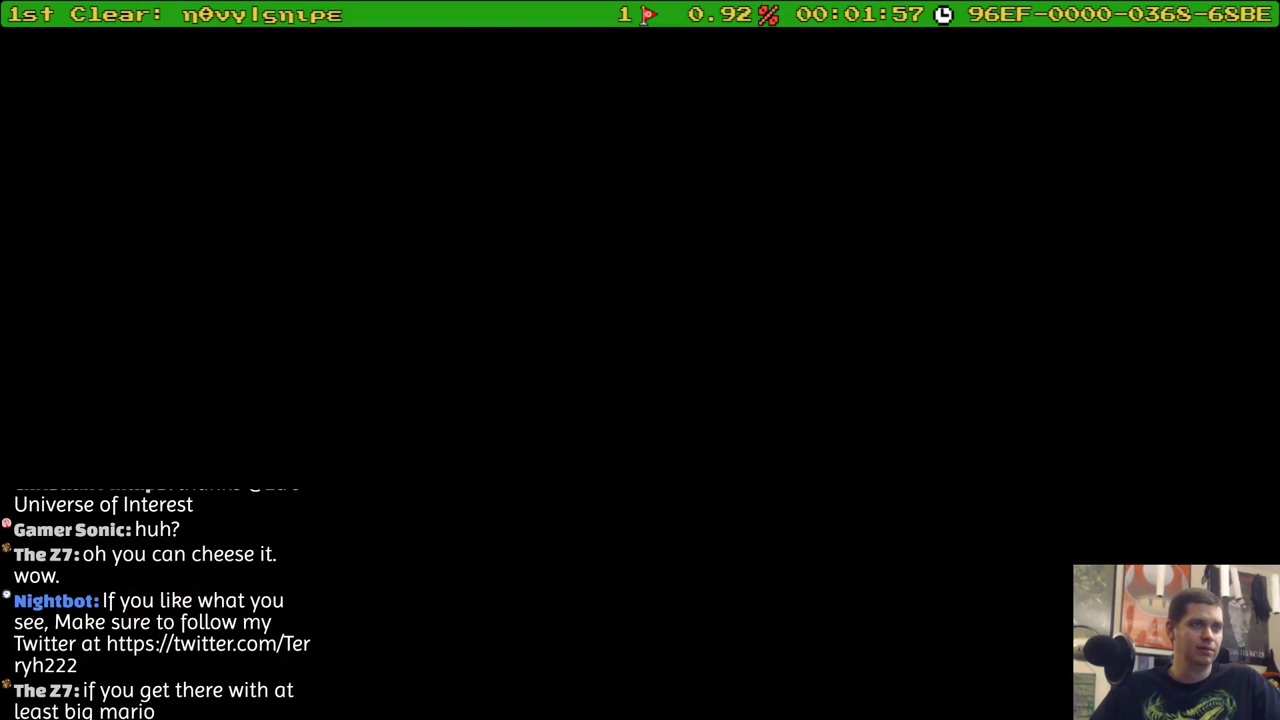 1st Clear: ηθνγlςηιρε 1 0.92% 00:01:57 96EF-0000-0368-68BE
Universe of Interest
Gamer Sonic: huh?
The Z7: oh you can cheese it.
wow.
Nightbot: If you like what you
see, Make sure to follow my
Twitter at https://twitter.com/Ter
ryh222
The Z7: if you get there with at
least big mario